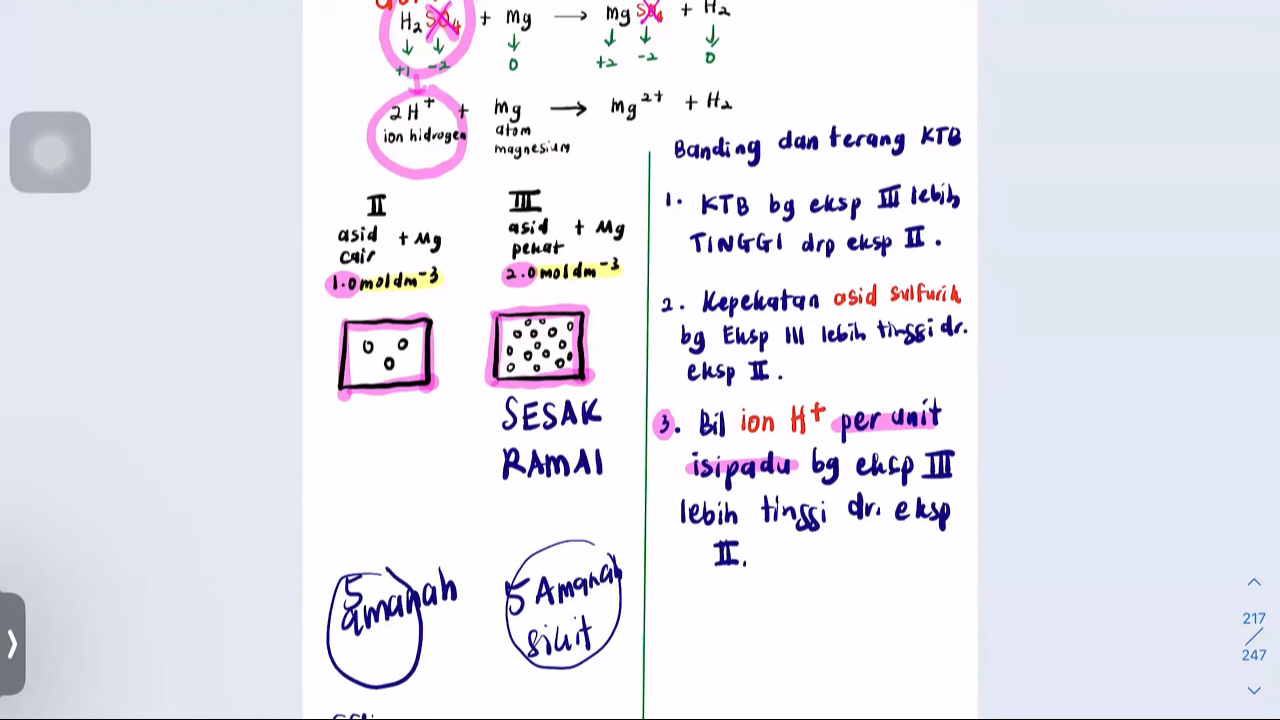 H2SO4 + Mg → MgSO4 + H2
+1 -2 0 +2 -2 0
2H+ + Mg → Mg2+ + H2
ion hidrogen atom
magnesium
Banding dan terang KTB
II III
asid + Mg asid + Mg
cair pekat
1.0moldm-3 2.0moldm-3
1. KTB bg eksp III lebih
TINGGI drp eksp II.
2. Kepekatan asid sulfurik
bg Eksp III lebih tinggi dr.
eksp II.
SESAK
RAMAI
3. Bil ion H+ per unit
isipadu bg eksp III
lebih tinggi dr. eksp
II.
5 amanah
5 Amanah
sikit
217
247